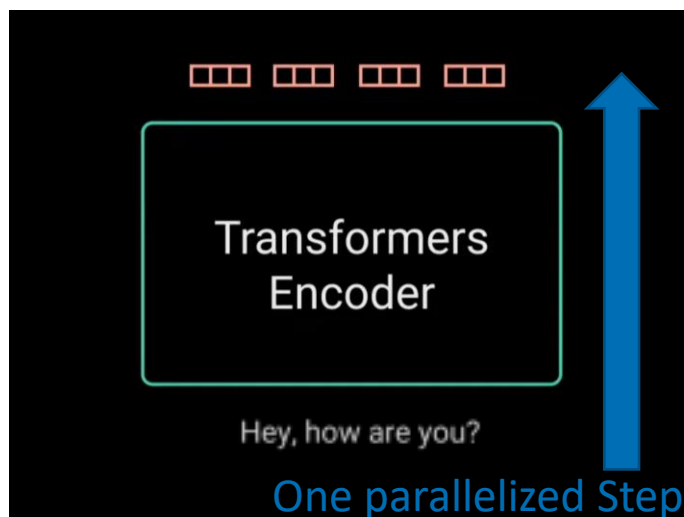 Transformers
Encoder
Hey, how are you?
One parallelized Step